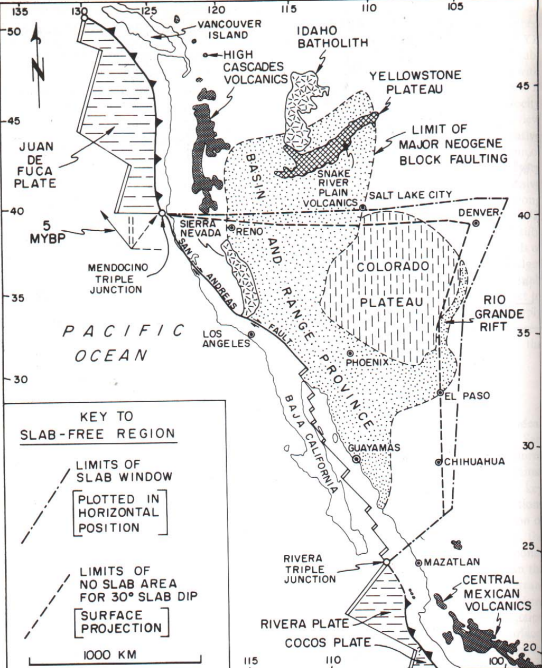 135
130
115
110
105
50
VANCOUVER
ISLAND
IDAHO
BATHOLITH
N
HIGH
CASCADES
VOLCANICS
YELLOWSTONE
PLATEAU
45
45
JUAN
DE
FUCA
PLATE
LIMIT OF
MAJOR NEOGENE
BLOCK FAULTING
SNAKE
RIVER
PLAIN
VOLCANICS
BASIN AND RANGE PROVINCE
SALT LAKE CITY
40
40
DENVER
5
MYBP
SIERRA
NEVADA
RENO
MENDOCINO
TRIPLE
JUNCTION
SAN ANDREAS FAULT
COLORADO
PLATEAU
35
RIO
GRANDE
RIFT
PACIFIC
OCEAN
LOS
ANGELES
PHOENIX
35
30
EL PASO
BAJA CALIFORNIA
KEY TO
SLAB-FREE REGION
GUAYAMAS
30
CHIHUAHUA
LIMITS OF
SLAB WINDOW
[PLOTTED IN
HORIZONTAL
POSITION]
25
RIVERA
TRIPLE
JUNCTION
MAZATLAN
LIMITS OF
NO SLAB AREA
FOR 30° SLAB DIP
[SURFACE
PROJECTION]
CENTRAL
MEXICAN
VOLCANICS
RIVERA PLATE
COCOS PLATE
1000 KM
115
110
100
20